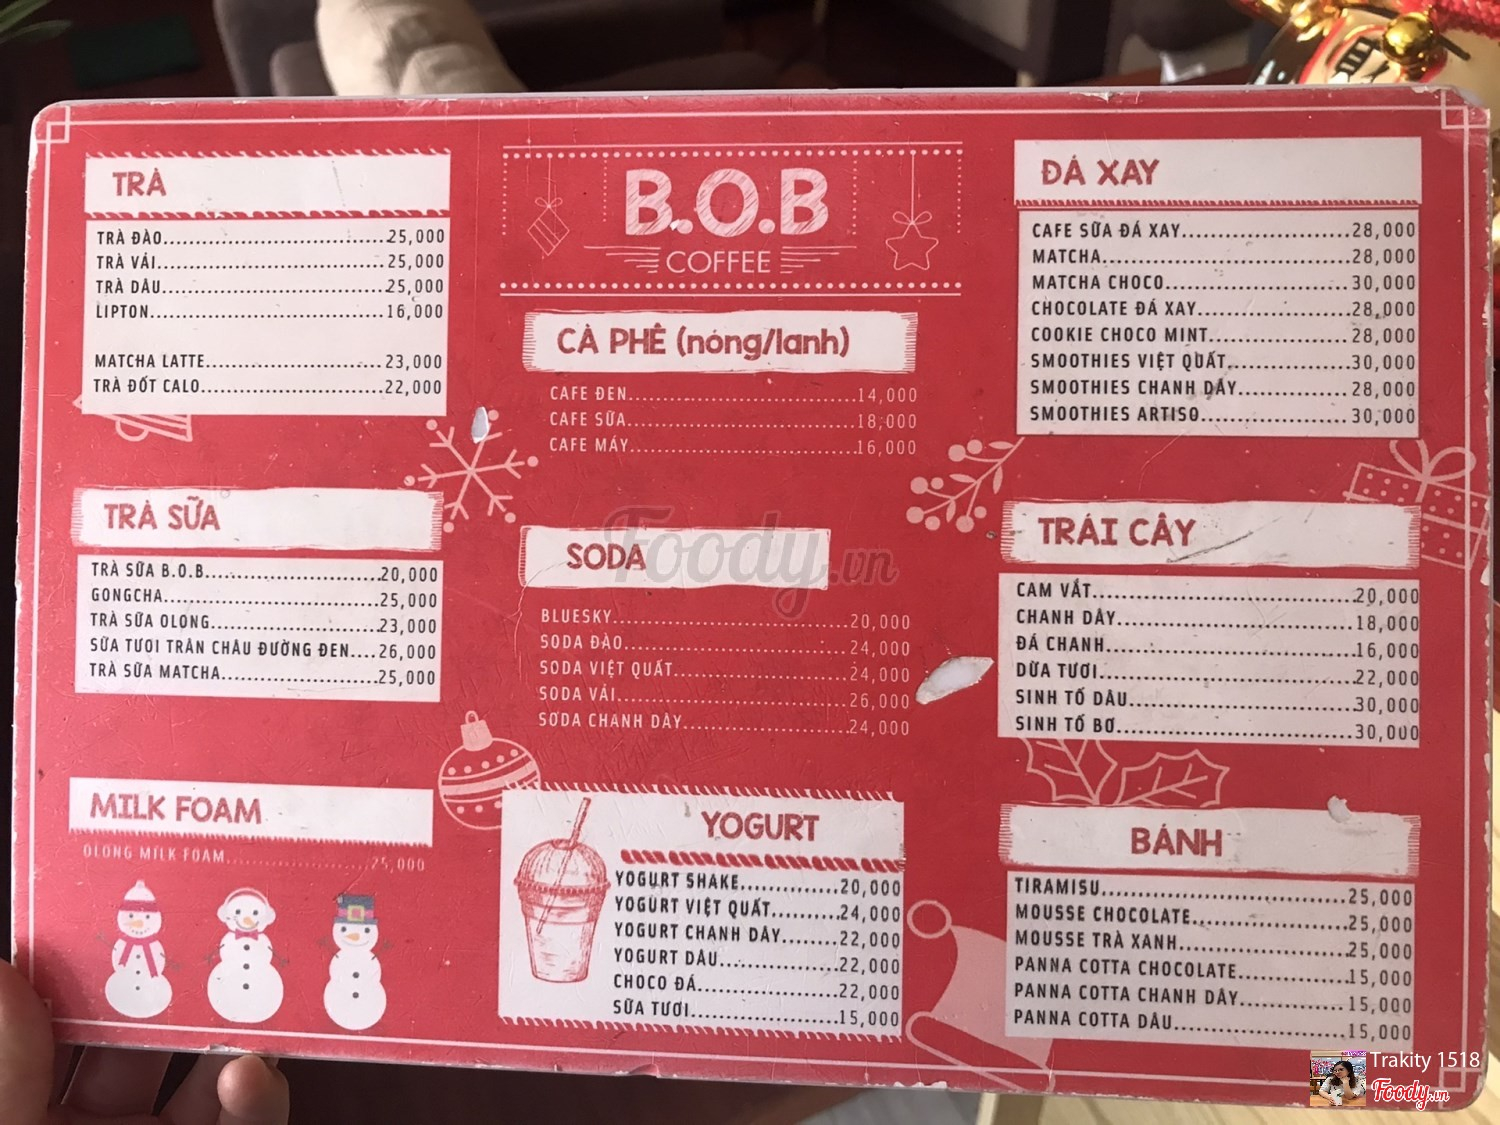 B.O.B
COFFEE
TRÀ
TRÀ ĐÀO 25,000
TRÀ VẢI 25,000
TRÀ DÂU 25,000
LIPTON 16,000
MATCHA LATTE 23,000
TRÀ ĐỐT CALO 22,000
TRÀ SỮA
TRÀ SỮA B.O.B 20,000
GONGCHA 25,000
TRÀ SỮA OLONG 23,000
SỮA TƯƠI TRÂN CHÂU ĐƯỜNG ĐEN 26,000
TRÀ SỮA MATCHA 25,000
MILK FOAM
OLONG MILK FOAM 25,000
CÀ PHÊ (nóng/lạnh)
CAFE ĐEN 14,000
CAFE SỮA 18,000
CAFE MÁY 16,000
SODA
BLUESKY 20,000
SODA ĐÀO 24,000
SODA VIỆT QUẤT 24,000
SODA VẢI 26,000
SODA CHANH DÂY 24,000
YOGURT
YOGURT SHAKE 20,000
YOGURT VIỆT QUẤT 24,000
YOGURT CHANH DÂY 22,000
YOGURT DÂU 22,000
CHOCO ĐÁ 22,000
SỮA TƯƠI 15,000
ĐÁ XAY
CAFE SỮA ĐÁ XAY 28,000
MATCHA 28,000
MATCHA CHOCO 30,000
CHOCOLATE ĐÁ XAY 28,000
COOKIE CHOCO MINT 28,000
SMOOTHIES VIỆT QUẤT 30,000
SMOOTHIES CHANH DÂY 28,000
SMOOTHIES ARTISO 30,000
TRÁI CÂY
CAM VẮT 20,000
CHANH DÂY 18,000
ĐÁ CHANH 16,000
DỪA TƯƠI 22,000
SINH TỐ DÂU 30,000
SINH TỐ BƠ 30,000
BÁNH
TIRAMISU 25,000
MOUSSE CHOCOLATE 25,000
MOUSSE TRÀ XANH 25,000
PANNA COTTA CHOCOLATE 15,000
PANNA COTTA CHANH DÂY 15,000
PANNA COTTA DÂU 15,000
Foody.vn
Trakity 1518
Foody.vn